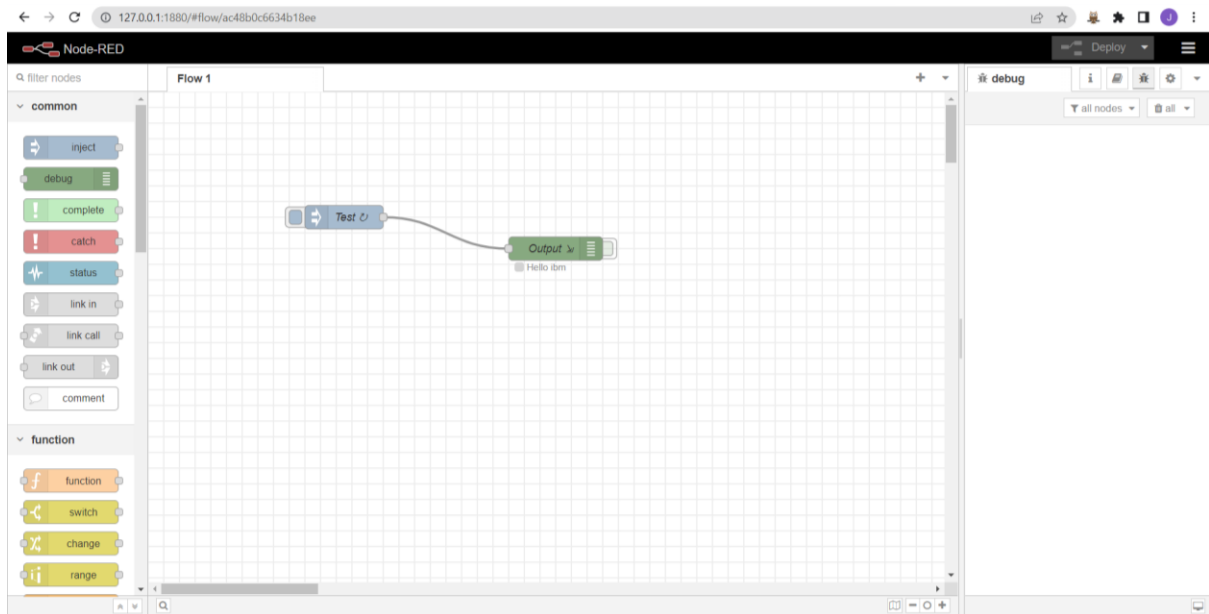 127.0.0.1:1880/#flow/ac48b0c6634b18ee
J
Node-RED
Deploy
filter nodes
Flow 1
debug
i
all nodes
all
common
inject
debug
complete
catch
status
link in
link call
link out
comment
function
function
switch
change
range
Test ↻
Output ⇲
Hello ibm